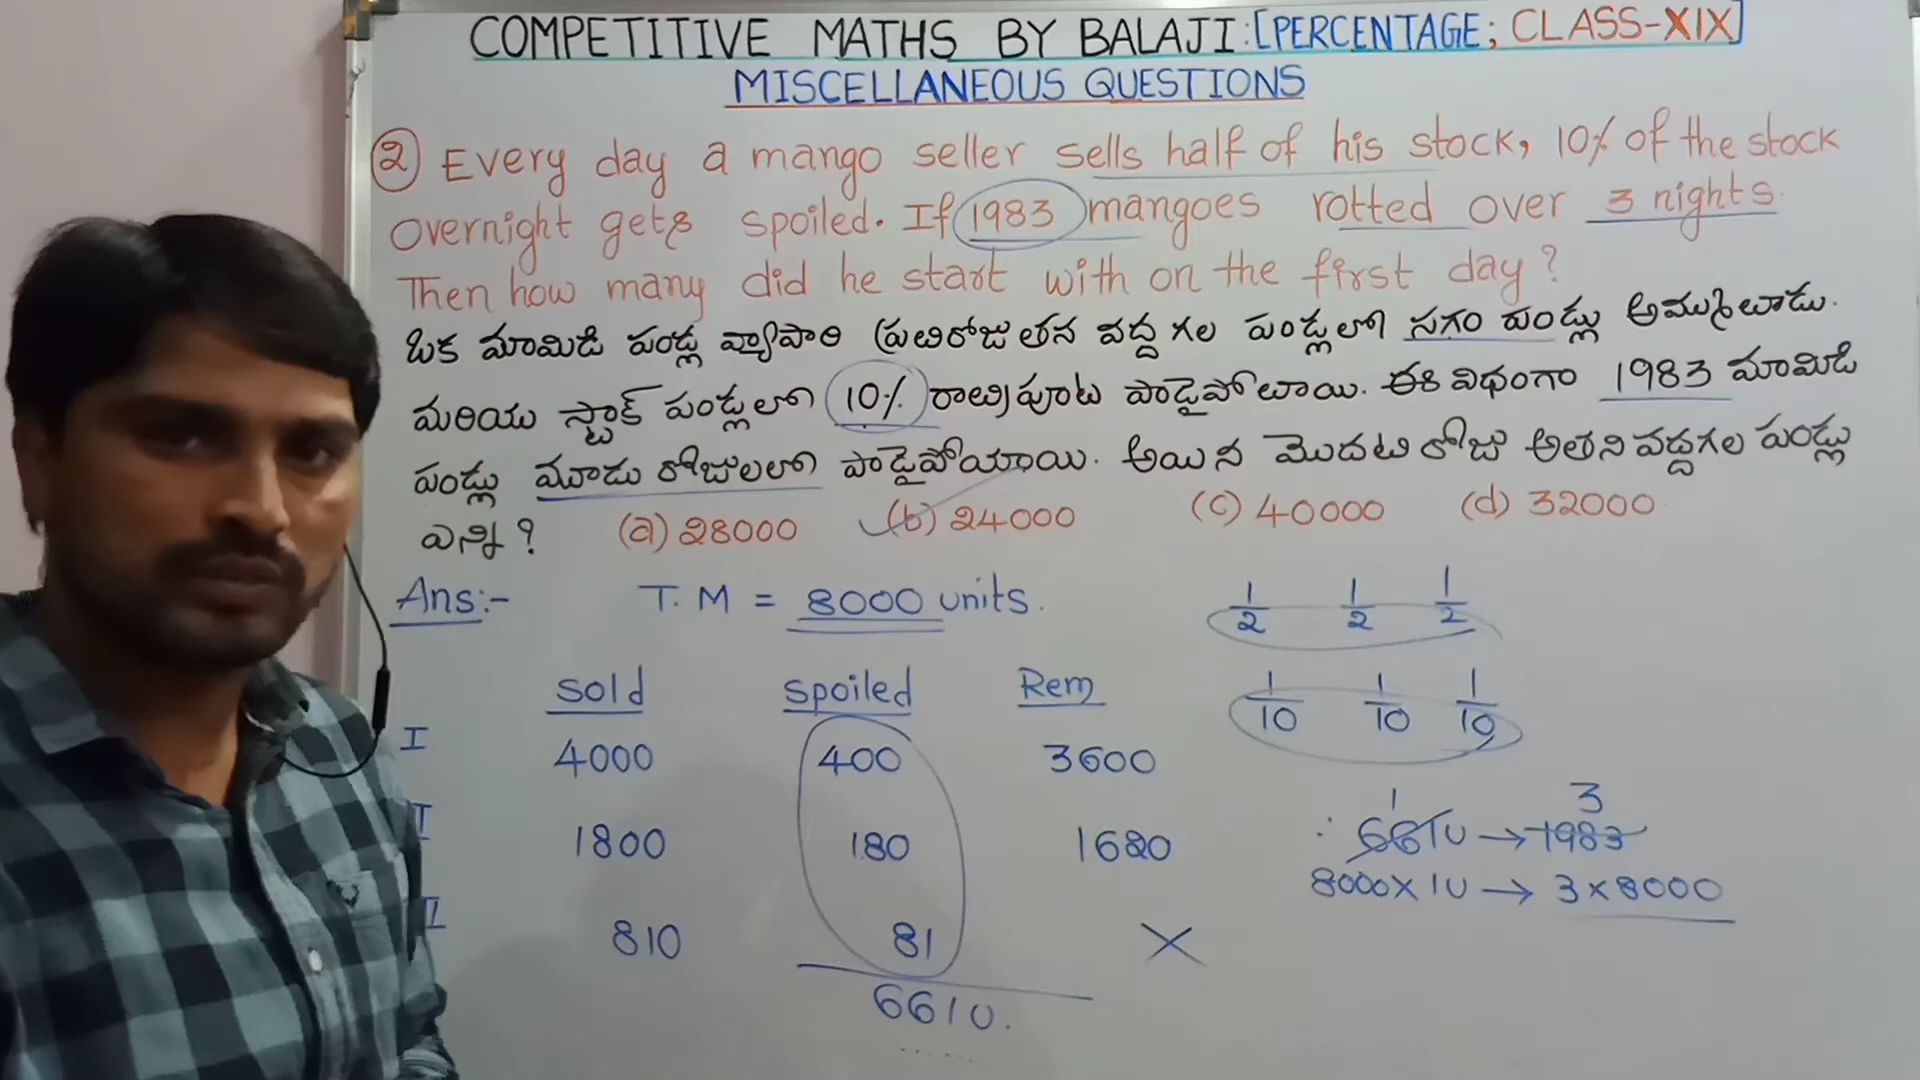 COMPETITIVE MATHS BY BALAJI:[PERCENTAGE; CLASS-XIX]
MISCELLANEOUS QUESTIONS
② Every day a mango seller sells half of his stock, 10% of the stock
overnight gets spoiled. If 1983 mangoes rotted over 3 nights.
Then how many did he start with on the first day?
ఒక మామిడి పండ్ల వ్యాపారి ప్రతిరోజు తన వద్ద గల పండ్లలో సగం పండ్లు అమ్ముతాడు.
మరియు స్టాక్ పండ్లలో 10% రాత్రిపూట పాడైపోతాయి. ఈ విధంగా 1983 మామిడి
పండ్లు మూడు రోజులలో పాడైపోయాయి. అయిన మొదటి రోజు అతని వద్దగల పండ్లు
ఎన్ని? (a) 28000 (b) 24000 (c) 40000 (d) 32000
Ans:- T.M = 8000 units. 1/2 1/2 1/2
sold spoiled Rem 1/10 1/10 1/10
I 4000 400 3600
1800 180 1620
810 81 X
661U.
1 3
∴ 661U → 1983
8000 X 1U → 3 × 8000